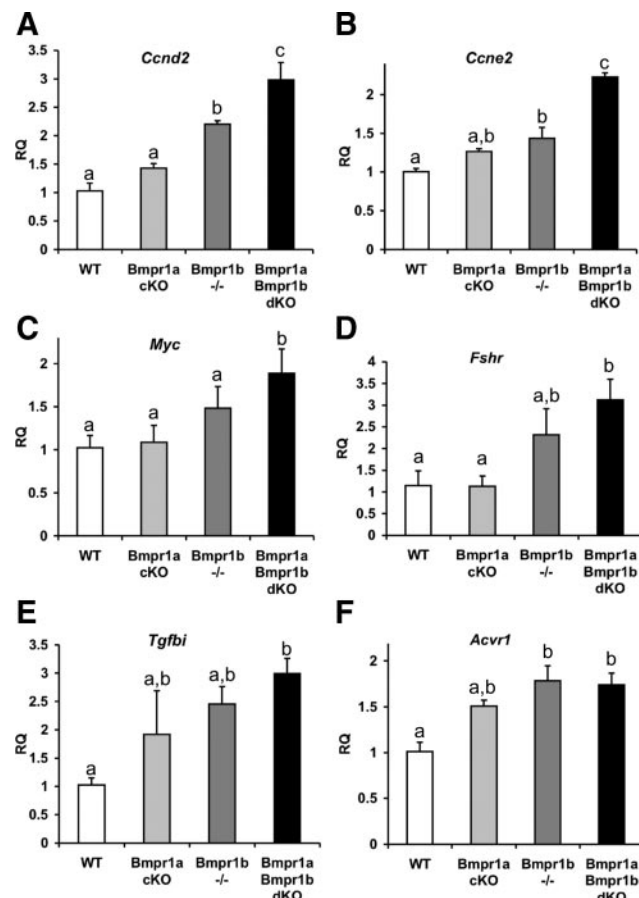 A
Ccnd2
3.5
3
2.5
2
1.5
1
0.5
0
RQ
a
a
b
c
WT
Bmpr1a
cKO
Bmpr1b
-/-
Bmpr1a
Bmpr1b
dKO
B
Ccne2
2
1.5
1
0.5
0
RQ
a
a,b
b
c
WT
Bmpr1a
cKO
Bmpr1b
-/-
Bmpr1a
Bmpr1b
dKO
C
Myc
2
1.5
1
0.5
0
RQ
a
a
a
b
WT
Bmpr1a
cKO
Bmpr1b
-/-
Bmpr1a
Bmpr1b
dKO
D
Fshr
4
3.5
3
2.5
2
1.5
1
0.5
0
RQ
a
a
a,b
b
WT
Bmpr1a
cKO
Bmpr1b
-/-
Bmpr1a
Bmpr1b
dKO
E
Tgfbi
3.5
3
2.5
2
1.5
1
0.5
0
RQ
a
a,b
a,b
b
WT
Bmpr1a
cKO
Bmpr1b
-/-
Bmpr1a
Bmpr1b
dKO
F
Acvr1
2
1.5
1
0.5
0
RQ
a
a,b
b
b
WT
Bmpr1a
cKO
Bmpr1b
-/-
Bmpr1a
Bmpr1b
dKO